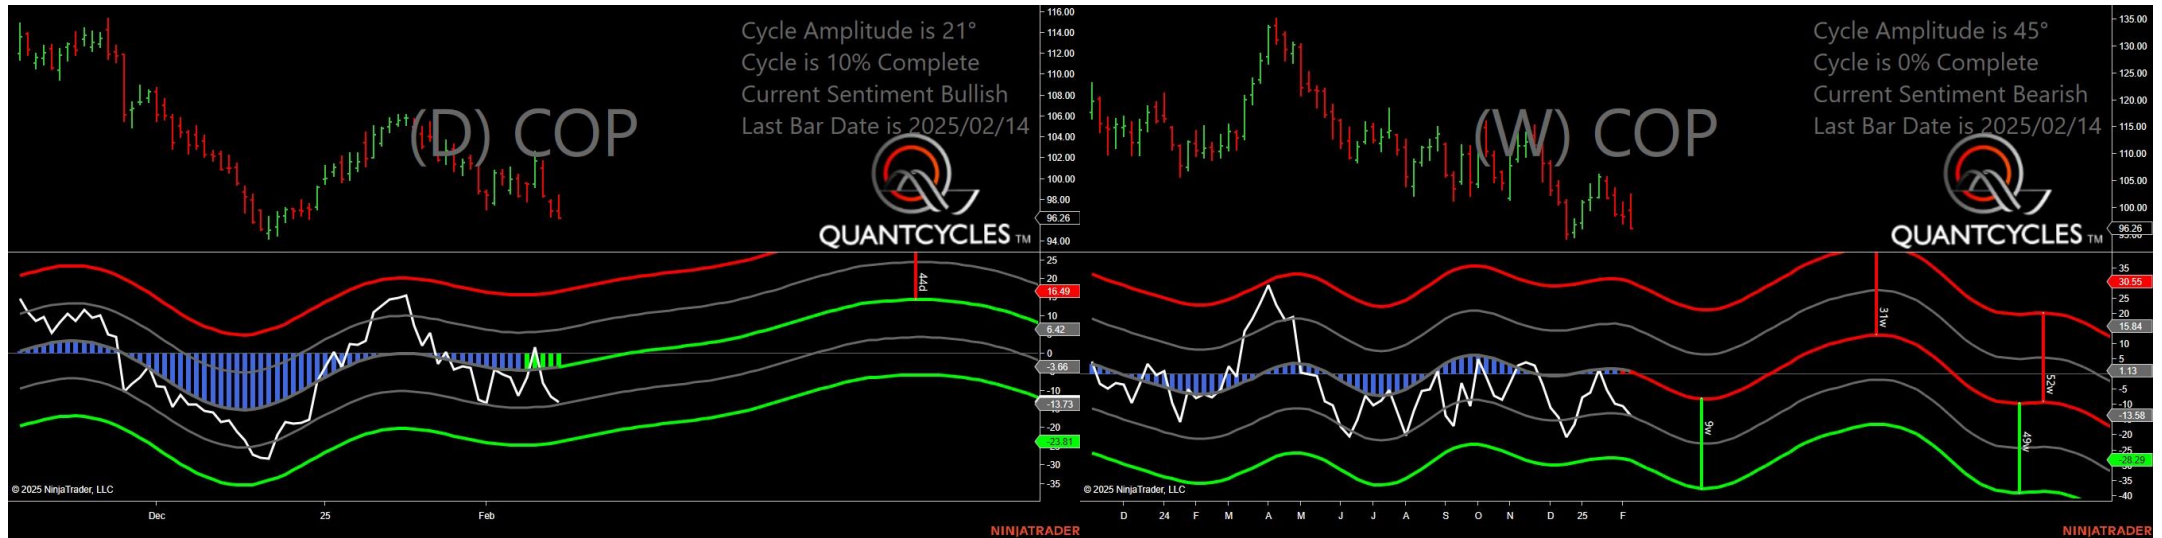 Cycle Amplitude is 21°
Cycle is 10% Complete
Current Sentiment Bullish
Last Bar Date is 2025/02/14
(D) COP
QUANTCYCLES TM
116.00
114.00
112.00
110.00
108.00
106.00
104.00
102.00
100.00
98.00
96.26
94.00
44d
25
20
16.49
10
6.42
0
-3.66
-10
-13.73
-20
-23.81
-30
-35
© 2025 NinjaTrader, LLC
Dec 25 Feb
NINJATRADER
Cycle Amplitude is 45°
Cycle is 0% Complete
Current Sentiment Bearish
Last Bar Date is 2025/02/14
(W) COP
QUANTCYCLES TM
135.00
130.00
125.00
120.00
115.00
110.00
105.00
100.00
96.26
31w
9w
52w
49w
35
30.55
25
20
15.84
10
5
1.13
-5
-10
-13.58
-20
-25
-28.29
-35
-40
© 2025 NinjaTrader, LLC
D 24 F M A M J J A S O N D 25 F
NINJATRADER